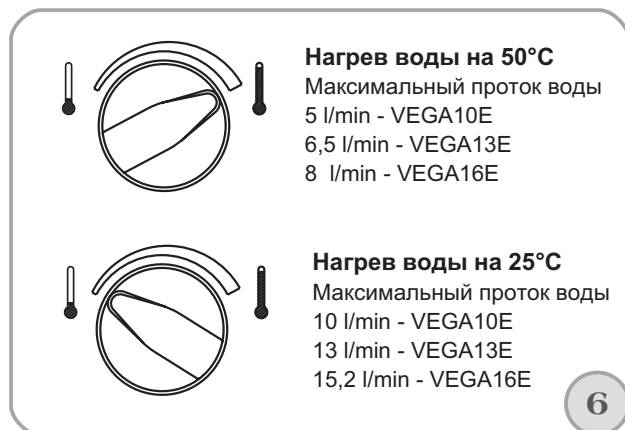 Нагрев воды на 50°C
Максимальный проток воды
5 l/min - VEGA10E
6,5 l/min - VEGA13E
8  l/min - VEGA16E
Нагрев воды на 25°C
Максимальный проток воды
10 l/min - VEGA10E
13 l/min - VEGA13E
15,2 l/min - VEGA16E
6